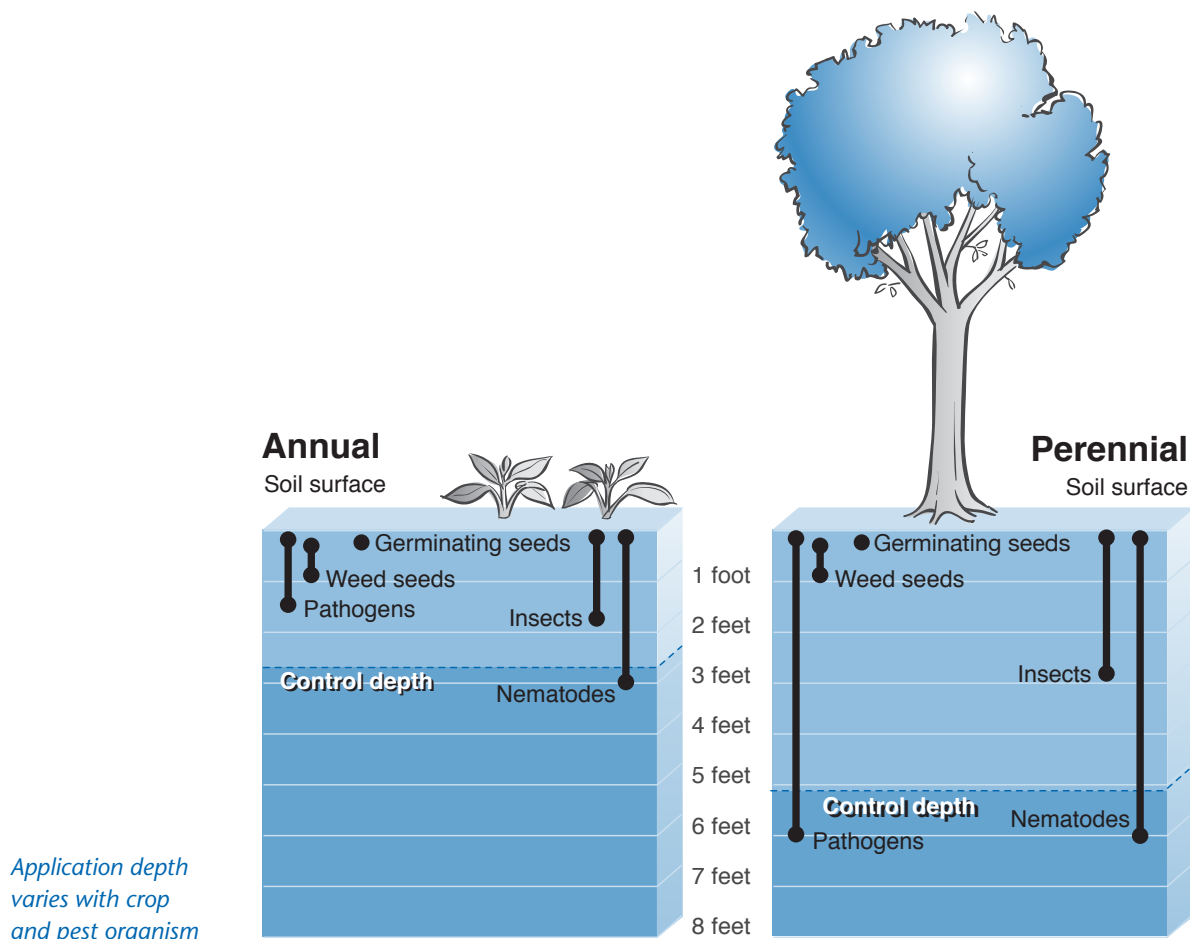 Annual
Soil surface
Germinating seeds
Weed seeds
Pathogens
Insects
Control depth
Nematodes
1 foot
2 feet
3 feet
4 feet
5 feet
6 feet
7 feet
8 feet
Perennial
Soil surface
Germinating seeds
Weed seeds
Insects
Control depth
Nematodes
Pathogens
Application depth
varies with crop
and pest organism